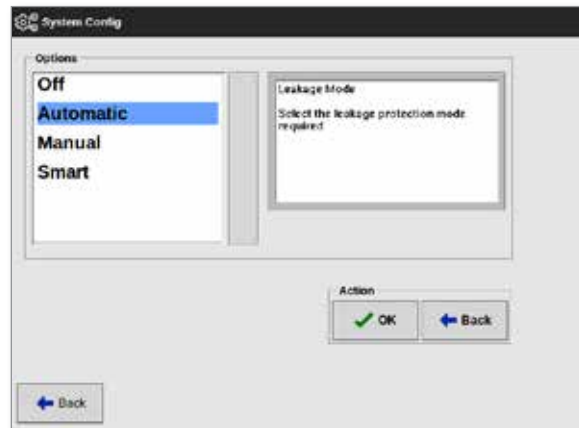 System Config
Options
Off
Automatic
Manual
Smart
Leakage Mode
Select the leakage protection mode
required
Action
OK
Back
Back